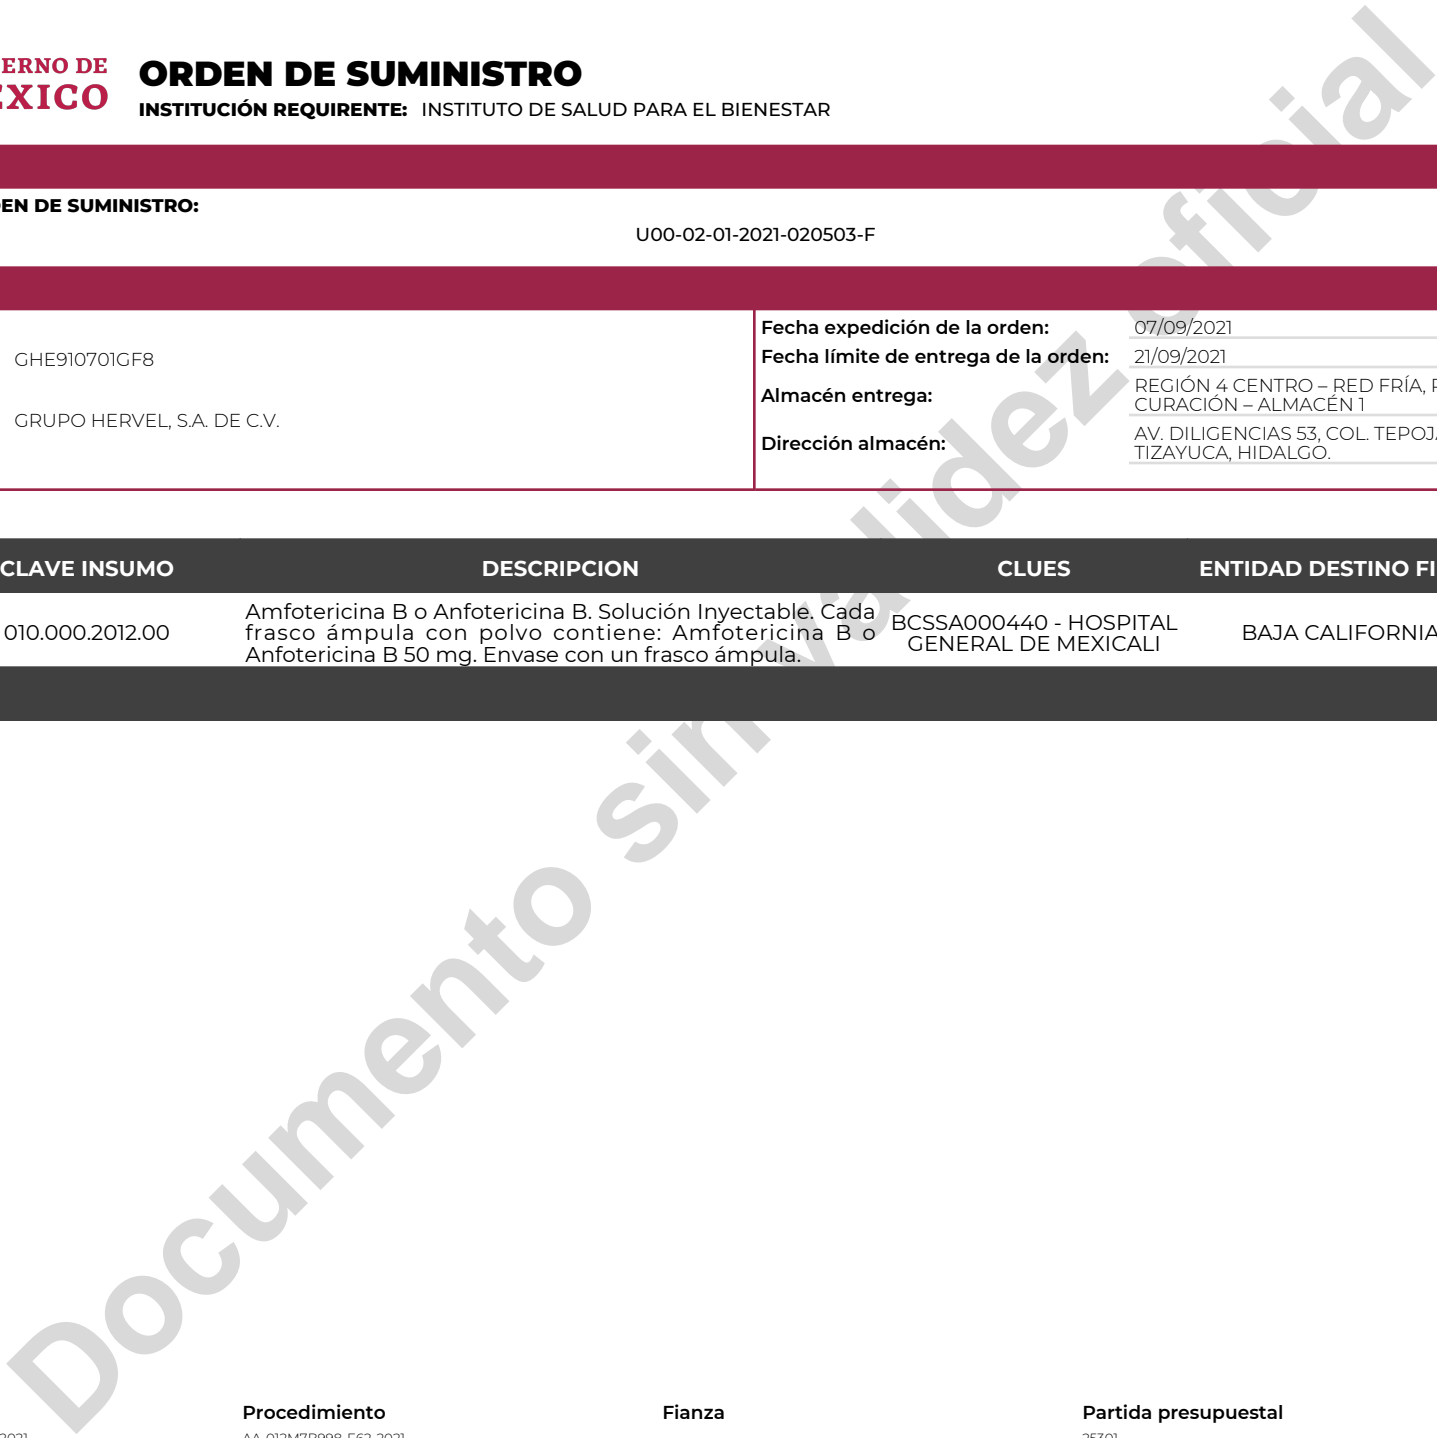 ERNO DE
ORDEN DE SUMINISTRO
INSTITUCIÓN REQUIRENTE: INSTITUTO DE SALUD PARA EL BIENESTAR
EN DE SUMINISTRO:
U00-02-01-2021-020503-F
GHE910701GF8
GRUPO HERVEL, S.A. DE C.V.
Fecha expedición de la orden: 07/09/2021
Fecha límite de entrega de la orden: 21/09/2021
Almacén entrega: REGIÓN 4 CENTRO – RED FRÍA,
CURACIÓN – ALMACÉN 1
Dirección almacén: AV. DILIGENCIAS 53, COL.
TIZAYUCA, HIDALGO.
CLAVE INSUMO DESCRIPCION CLUES ENTIDAD DESTINO
010.000.2012.00
Amfotericina B o Anfotericina B. Solución Inyectable. Cada
frasco ámpula con polvo contiene: Amfotericina B o
Anfotericina B 50 mg. Envase con un frasco ámpula.
BCSSA000440 - HOSPITAL
GENERAL DE MEXICALI
BAJA CALIFORNIA
Documento sin validez oficial
Procedimiento Fianza Partida presupuestal